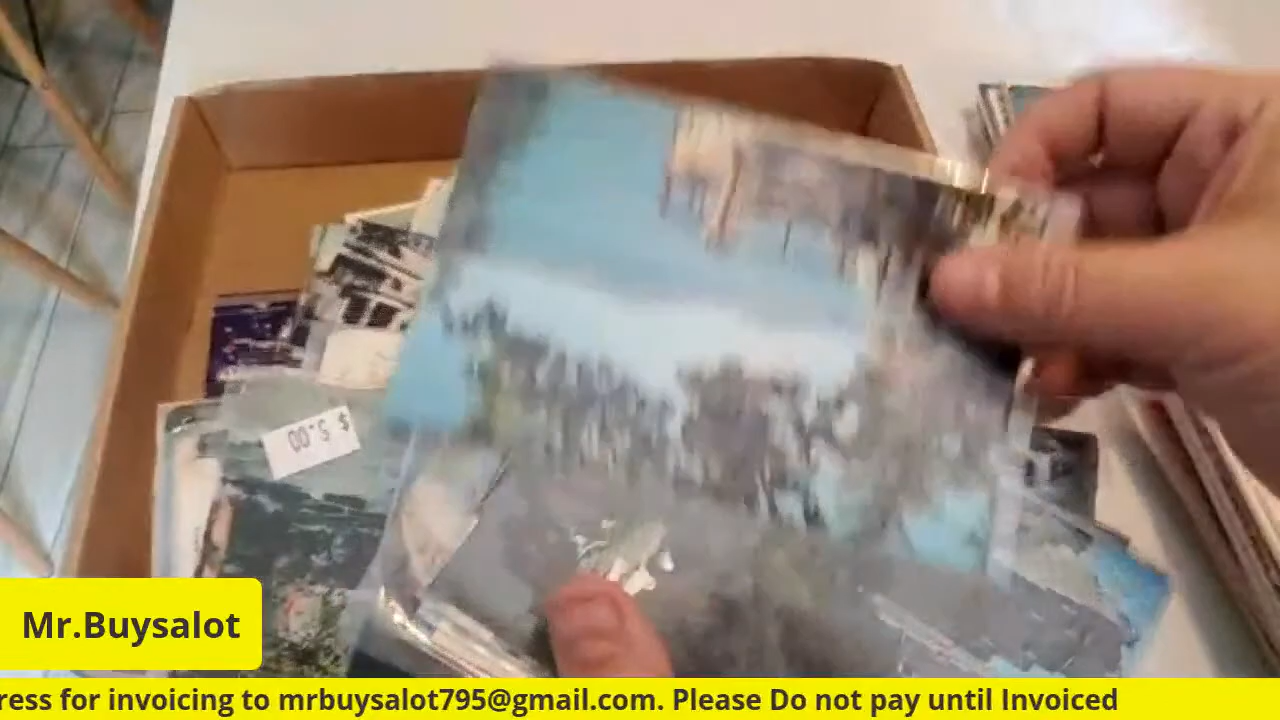 $ 5.00
Mr.Buysalot
ress for invoicing to mrbuysalot795@gmail.com. Please Do not pay until Invoiced